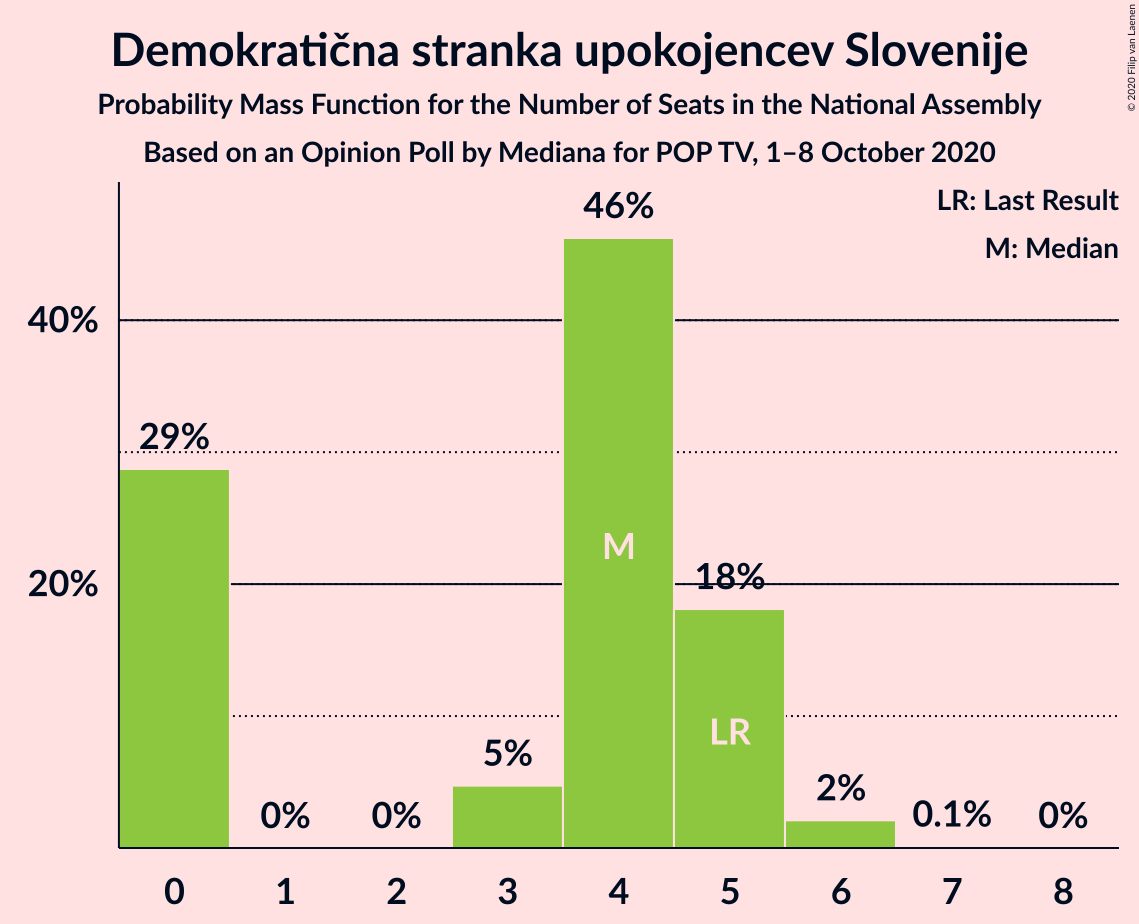 Demokratična stranka upokojencev Slovenije
Probability Mass Function for the Number of Seats in the National Assembly
Based on an Opinion Poll by Mediana for POP TV, 1–8 October 2020
© 2020 Filip van Laenen
LR: Last Result
M: Median
46%
40%
29%
M
20%
18%
LR
5%
2%
0%
0%
0.1%
0%
0 1 2 3 4 5 6 7 8